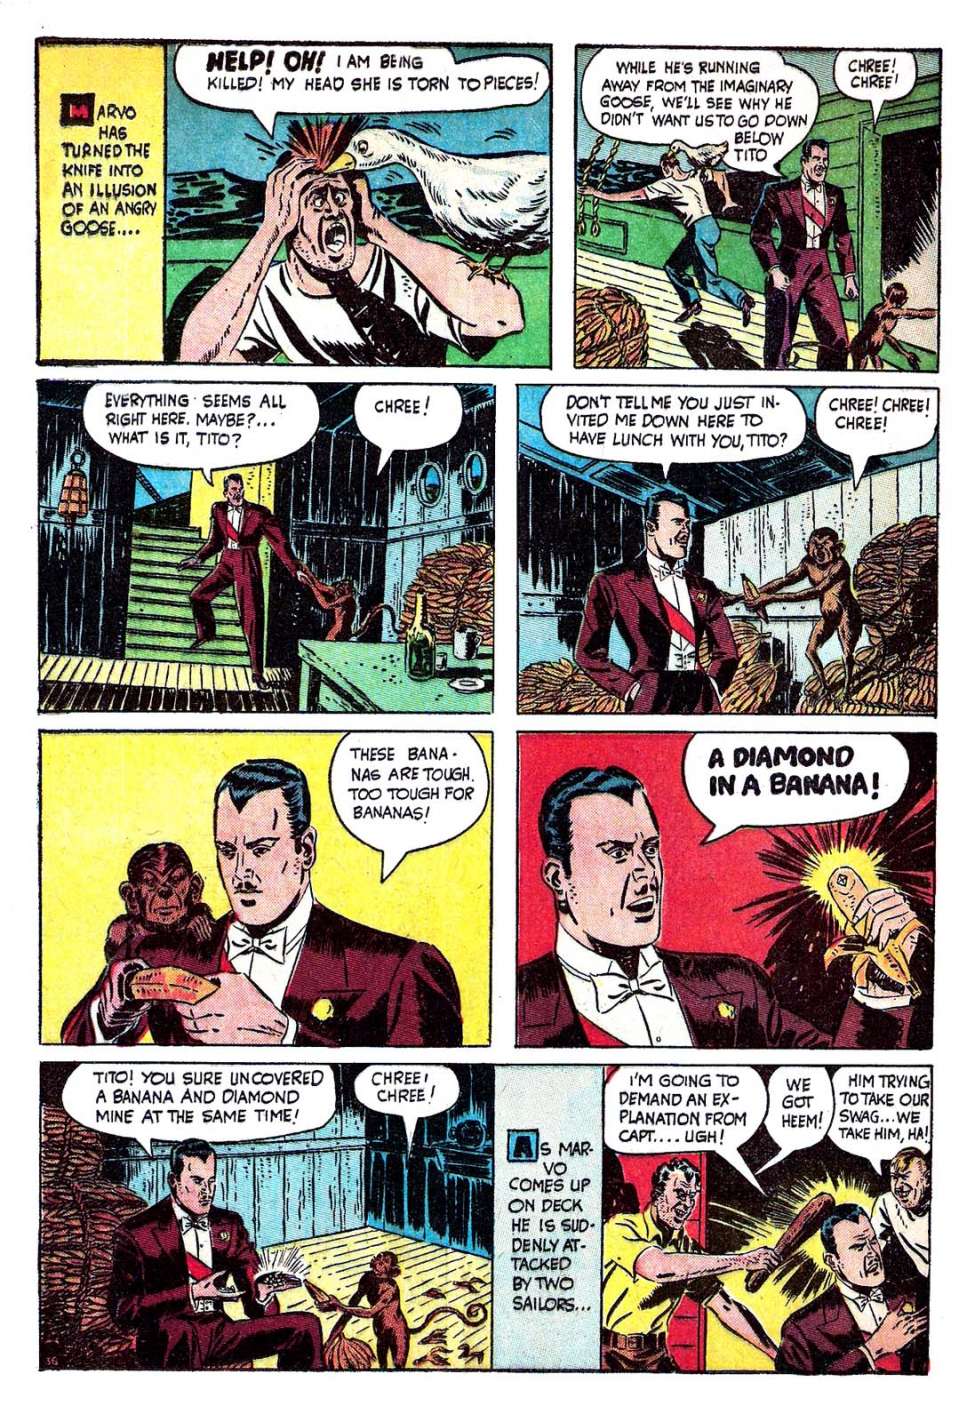 MARVO
HAS
TURNED THE
KNIFE INTO
AN ILLUSION
OF AN ANGRY
GOOSE....
HELP! OH! I AM BEING
KILLED! MY HEAD SHE IS TORN TO PIECES!
WHILE HE'S RUNNING
AWAY FROM THE IMAGINARY
GOOSE, WE'LL SEE WHY HE
DIDN'T WANT US TO GO DOWN
BELOW
TITO
CHREE!
CHREE!
EVERYTHING SEEMS ALL
RIGHT HERE. MAYBE?...
WHAT IS IT, TITO?
CHREE!
DON'T TELL ME YOU JUST IN-
VITED ME DOWN HERE TO
HAVE LUNCH WITH YOU, TITO?
CHREE! CHREE!
CHREE!
THESE BANA-
NAS ARE TOUGH.
TOO TOUGH FOR
BANANAS!
A DIAMOND
IN A BANANA!
TITO! YOU SURE UNCOVERED
A BANANA AND DIAMOND
MINE AT THE SAME TIME!
CHREE!
CHREE!
36
AS MAR-
VO
COMES UP
ON DECK
HE IS SUD-
DENLY AT-
TACKED
BY TWO
SAILORS...
I'M GOING TO
DEMAND AN EX-
PLANATION FROM
CAPT.... UGH!
WE
GOT
HEEM!
HIM TRYING
TO TAKE OUR
SWAG...WE
TAKE HIM, HA!